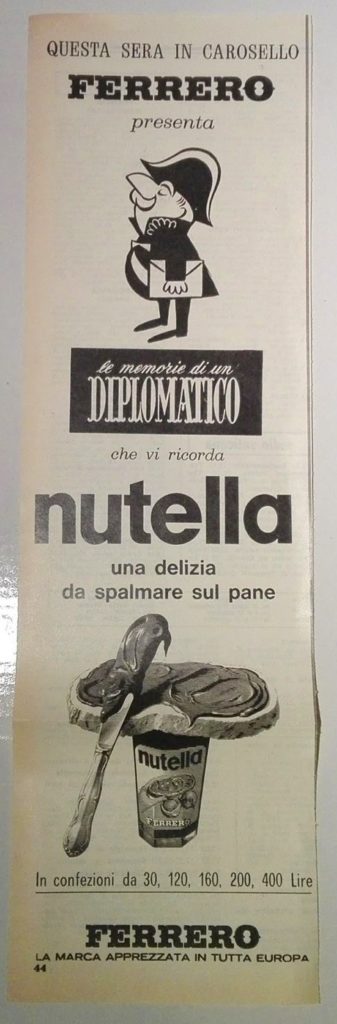 QUESTA SERA IN CAROSELLO
FERRERO
presenta
le memorie di un
DIPLOMATICO
che vi ricorda
nutella
una delizia
da spalmare sul pane
nutella
FERRERO
In confezioni da 30, 120, 160, 200, 400 Lire
FERRERO
LA MARCA APPREZZATA IN TUTTA EUROPA
44